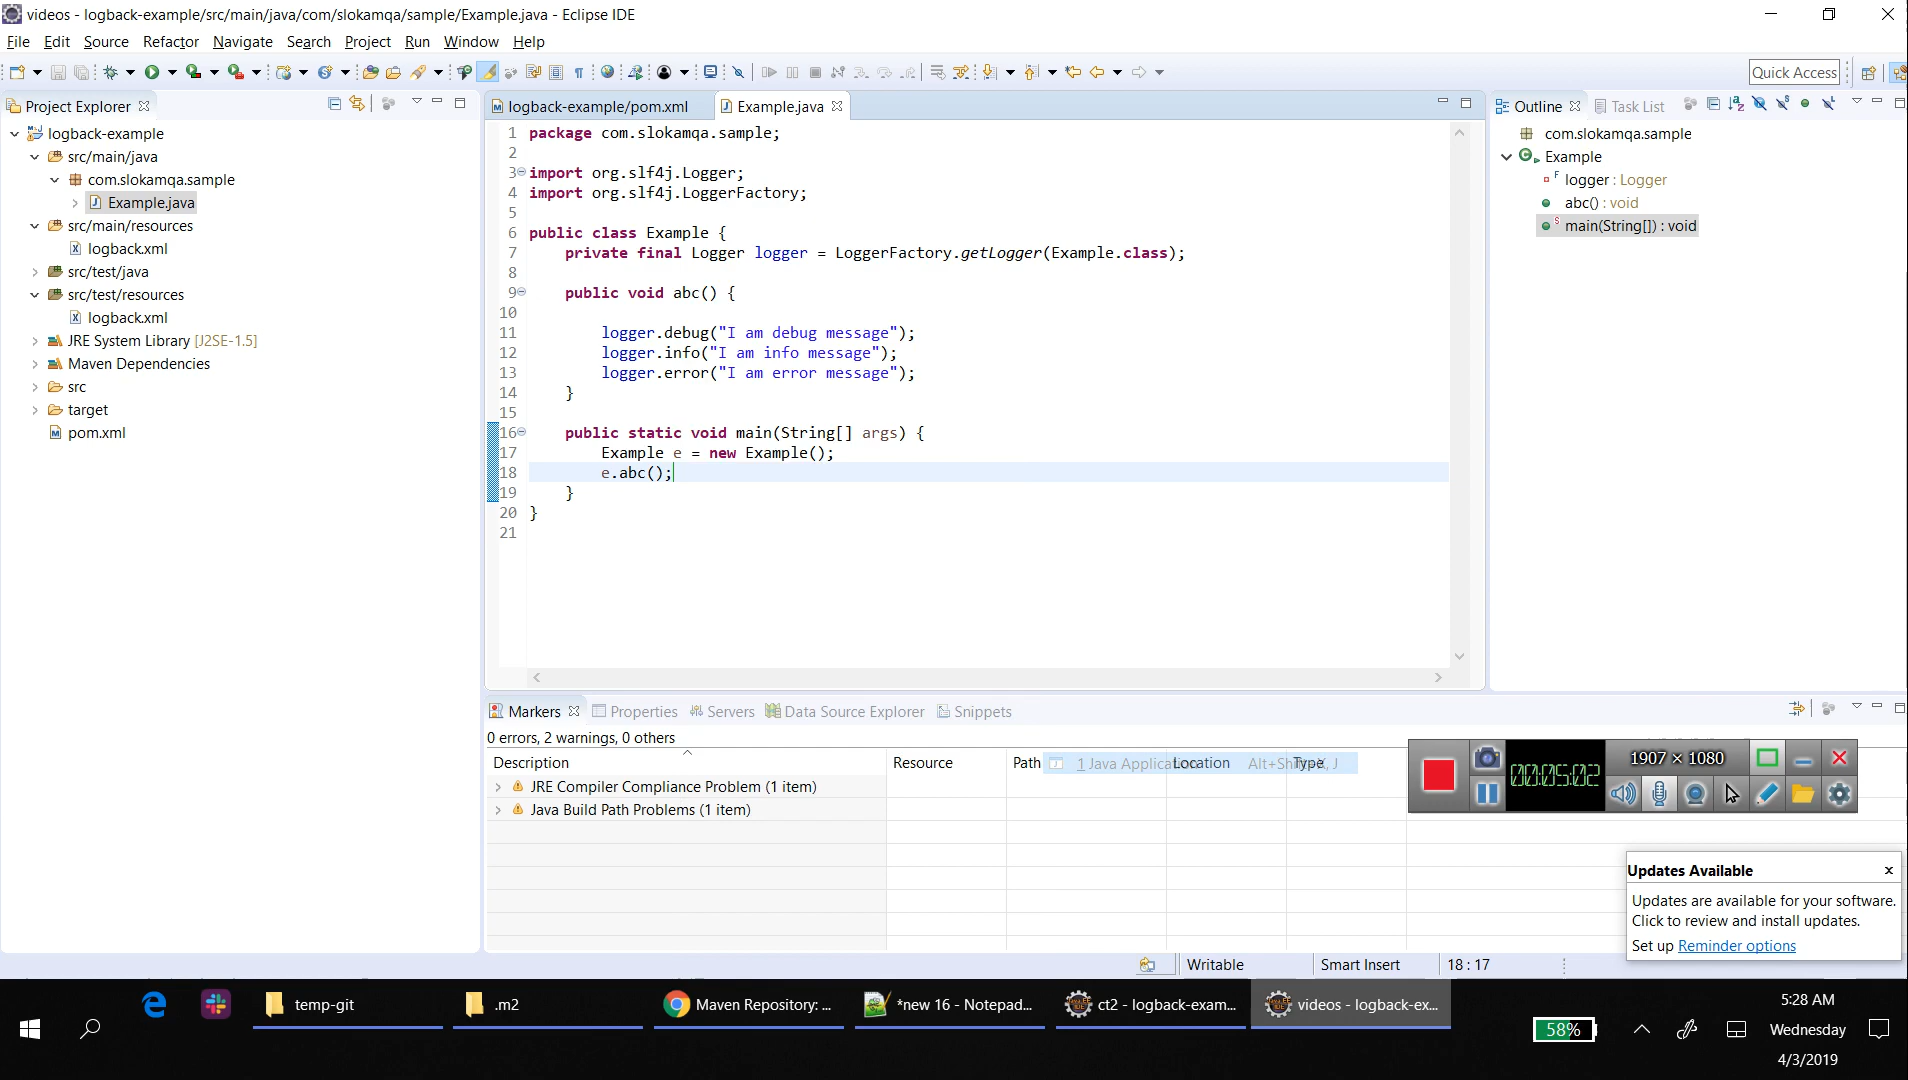 videos - logback-example/src/main/java/com/slokamqa/sample/Example.java - Eclipse IDE
File Edit Source Refactor Navigate Search Project Run Window Help
Quick Access
Project Explorer
logback-example
src/main/java
com.slokamqa.sample
Example.java
src/main/resources
logback.xml
src/test/java
src/test/resources
logback.xml
JRE System Library [J2SE-1.5]
Maven Dependencies
src
target
pom.xml
logback-example/pom.xml Example.java
1 package com.slokamqa.sample;
2
3 import org.slf4j.Logger;
4 import org.slf4j.LoggerFactory;
5
6 public class Example {
7 private final Logger logger = LoggerFactory.getLogger(Example.class);
8
9 public void abc() {
10
11 logger.debug("I am debug message");
12 logger.info("I am info message");
13 logger.error("I am error message");
14 }
15
16 public static void main(String[] args) {
17 Example e = new Example();
18 e.abc();
19 }
20 }
21
Outline Task List
com.slokamqa.sample
Example
logger : Logger
abc() : void
main(String[]) : void
Markers Properties Servers Data Source Explorer Snippets
0 errors, 2 warnings, 0 others
Description Resource Path Location Type
1 Java Application Alt+Shift+X, J
JRE Compiler Compliance Problem (1 item)
Java Build Path Problems (1 item)
00:05:02
1907 × 1080
Updates Available x
Updates are available for your software.
Click to review and install updates.
Set up Reminder options
Writable Smart Insert 18 : 17
temp-git
.m2
Maven Repository: ...
*new 16 - Notepad...
ct2 - logback-exam...
videos - logback-ex...
58%
5:28 AM
Wednesday
4/3/2019